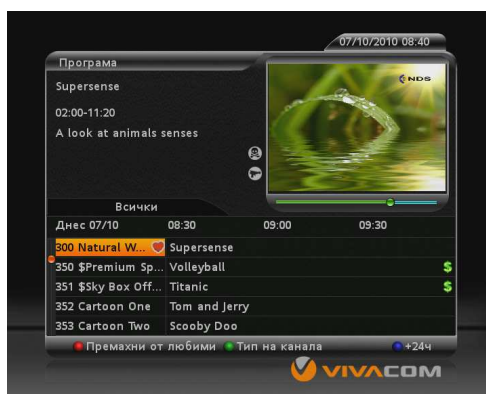 07/10/2010 08:40
Програма
NDS
Supersense
02:00-11:20
A look at animals senses
Всички
Днес 07/10 08:30 09:00 09:30
300 Natural W... Supersense
350 $Premium Sp... Volleyball $
351 $Sky Box Off... Titanic $
352 Cartoon One Tom and Jerry
353 Cartoon Two Scooby Doo
Премахни от любими Тип на канала +24ч
VIVACOM